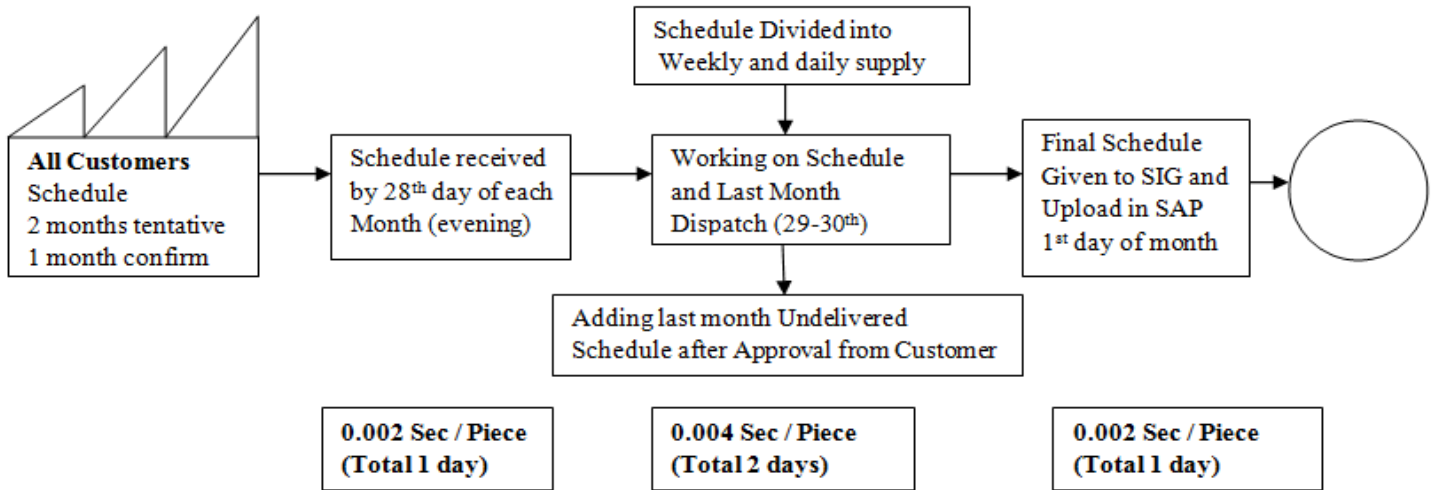 Schedule Divided into
Weekly and daily supply
All Customers
Schedule
2 months tentative
1 month confirm
Schedule received
by 28th day of each
Month (evening)
Working on Schedule
and Last Month
Dispatch (29-30th)
Final Schedule
Given to SIG and
Upload in SAP
1st day of month
Adding last month Undelivered
Schedule after Approval from Customer
0.002 Sec / Piece
(Total 1 day)
0.004 Sec / Piece
(Total 2 days)
0.002 Sec / Piece
(Total 1 day)